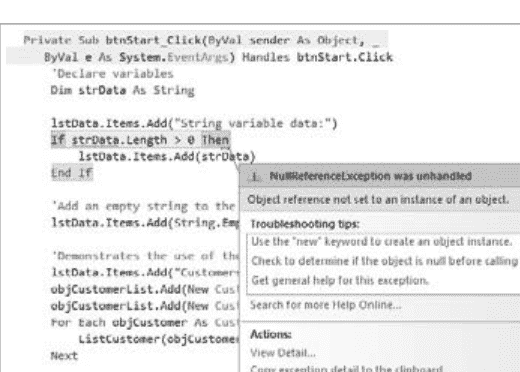 Private Sub btnStart_Click(ByVal sender As Object, _
ByVal e As System.EventArgs) Handles btnStart.Click
'Declare variables
Dim strData As String
lstData.Items.Add("String variable data:")
If strData.Length > 0 Then
lstData.Items.Add(strData)
End If
NullReferenceException was unhandled
Object reference not set to an instance of an object.
Troubleshooting tips:
Use the "new" keyword to create an object instance.
Check to determine if the object is null before calling
Get general help for this exception.
Search for more Help Online...
Actions:
View Detail...
Copy exception detail to the clipboard
'Add an empty string to the
lstData.Items.Add(String.Emp
'Demonstrates the use of the
lstData.Items.Add("Customer
objCustomerList.Add(New Cus
objCustomerList.Add(New Cus
For Each objCustomer As Cus
ListCustomer(objCustome
Next